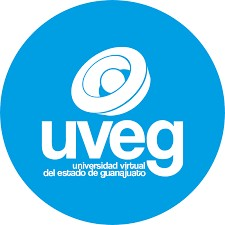 uveg
universidad virtual
del estado de guanajuato